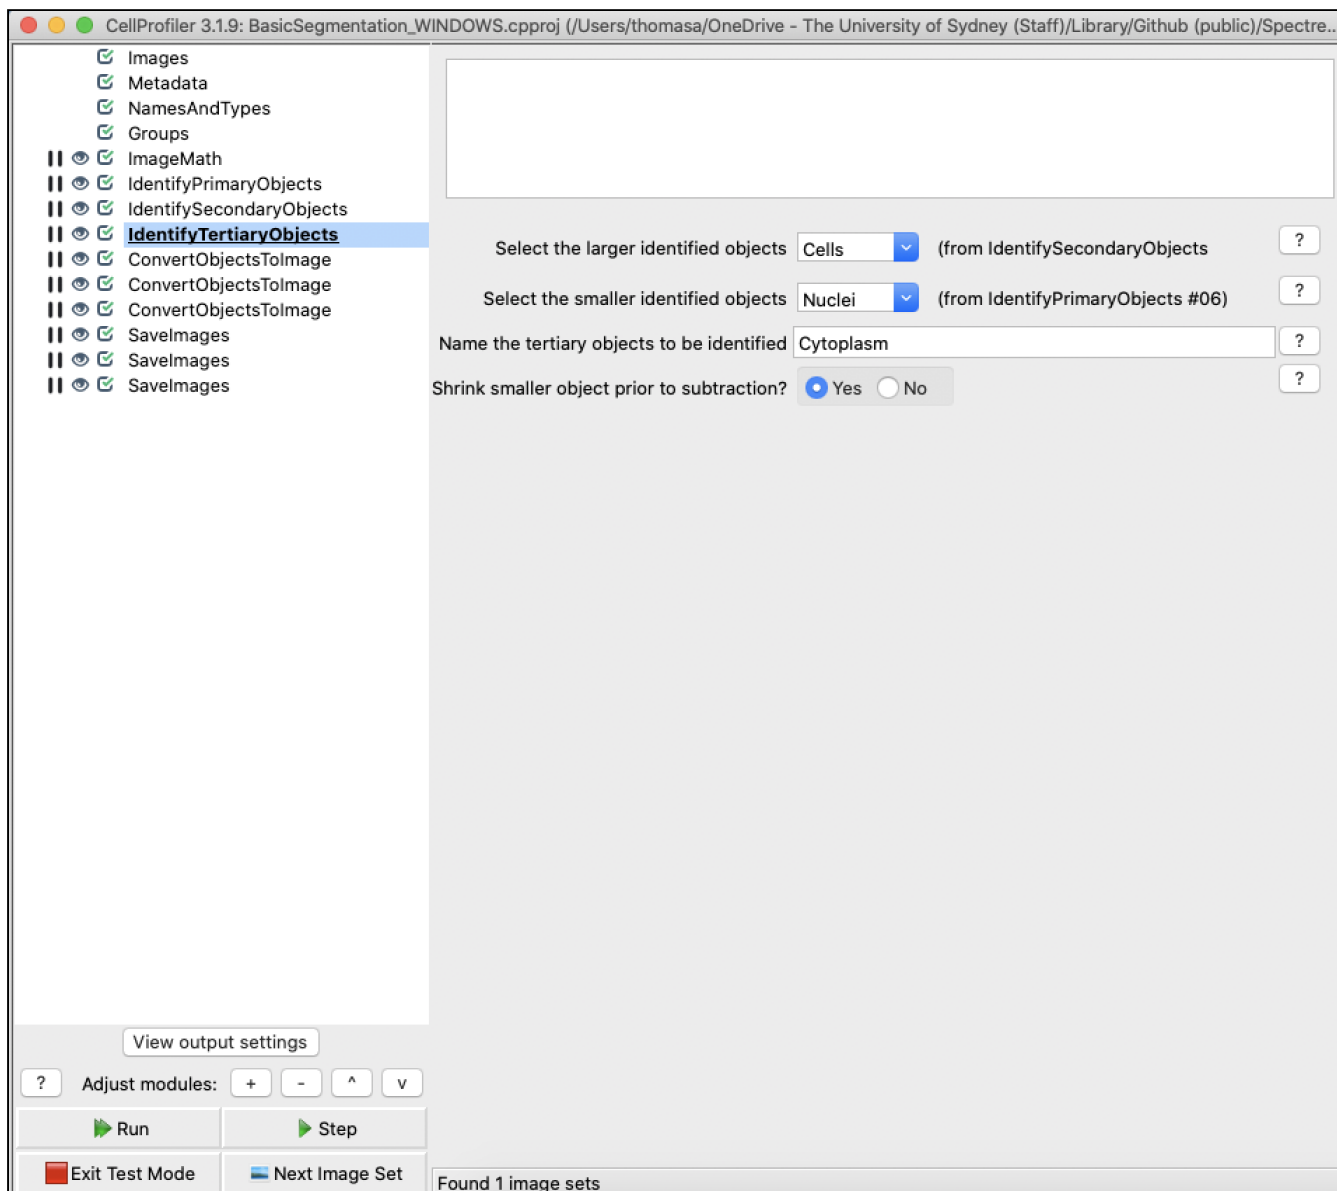 CellProfiler 3.1.9: BasicSegmentation_WINDOWS.cpproj (/Users/thomasa/OneDrive - The University of Sydney (Staff)/Library/Github (public)/Spectre...
Images
Metadata
NamesAndTypes
Groups
ImageMath
IdentifyPrimaryObjects
IdentifySecondaryObjects
IdentifyTertiaryObjects
ConvertObjectsToImage
ConvertObjectsToImage
ConvertObjectsToImage
SaveImages
SaveImages
SaveImages
Select the larger identified objects Cells (from IdentifySecondaryObjects ?
Select the smaller identified objects Nuclei (from IdentifyPrimaryObjects #06) ?
Name the tertiary objects to be identified Cytoplasm ?
Shrink smaller object prior to subtraction? Yes No ?
View output settings
? Adjust modules: + - ^ v
Run Step
Exit Test Mode Next Image Set
Found 1 image sets